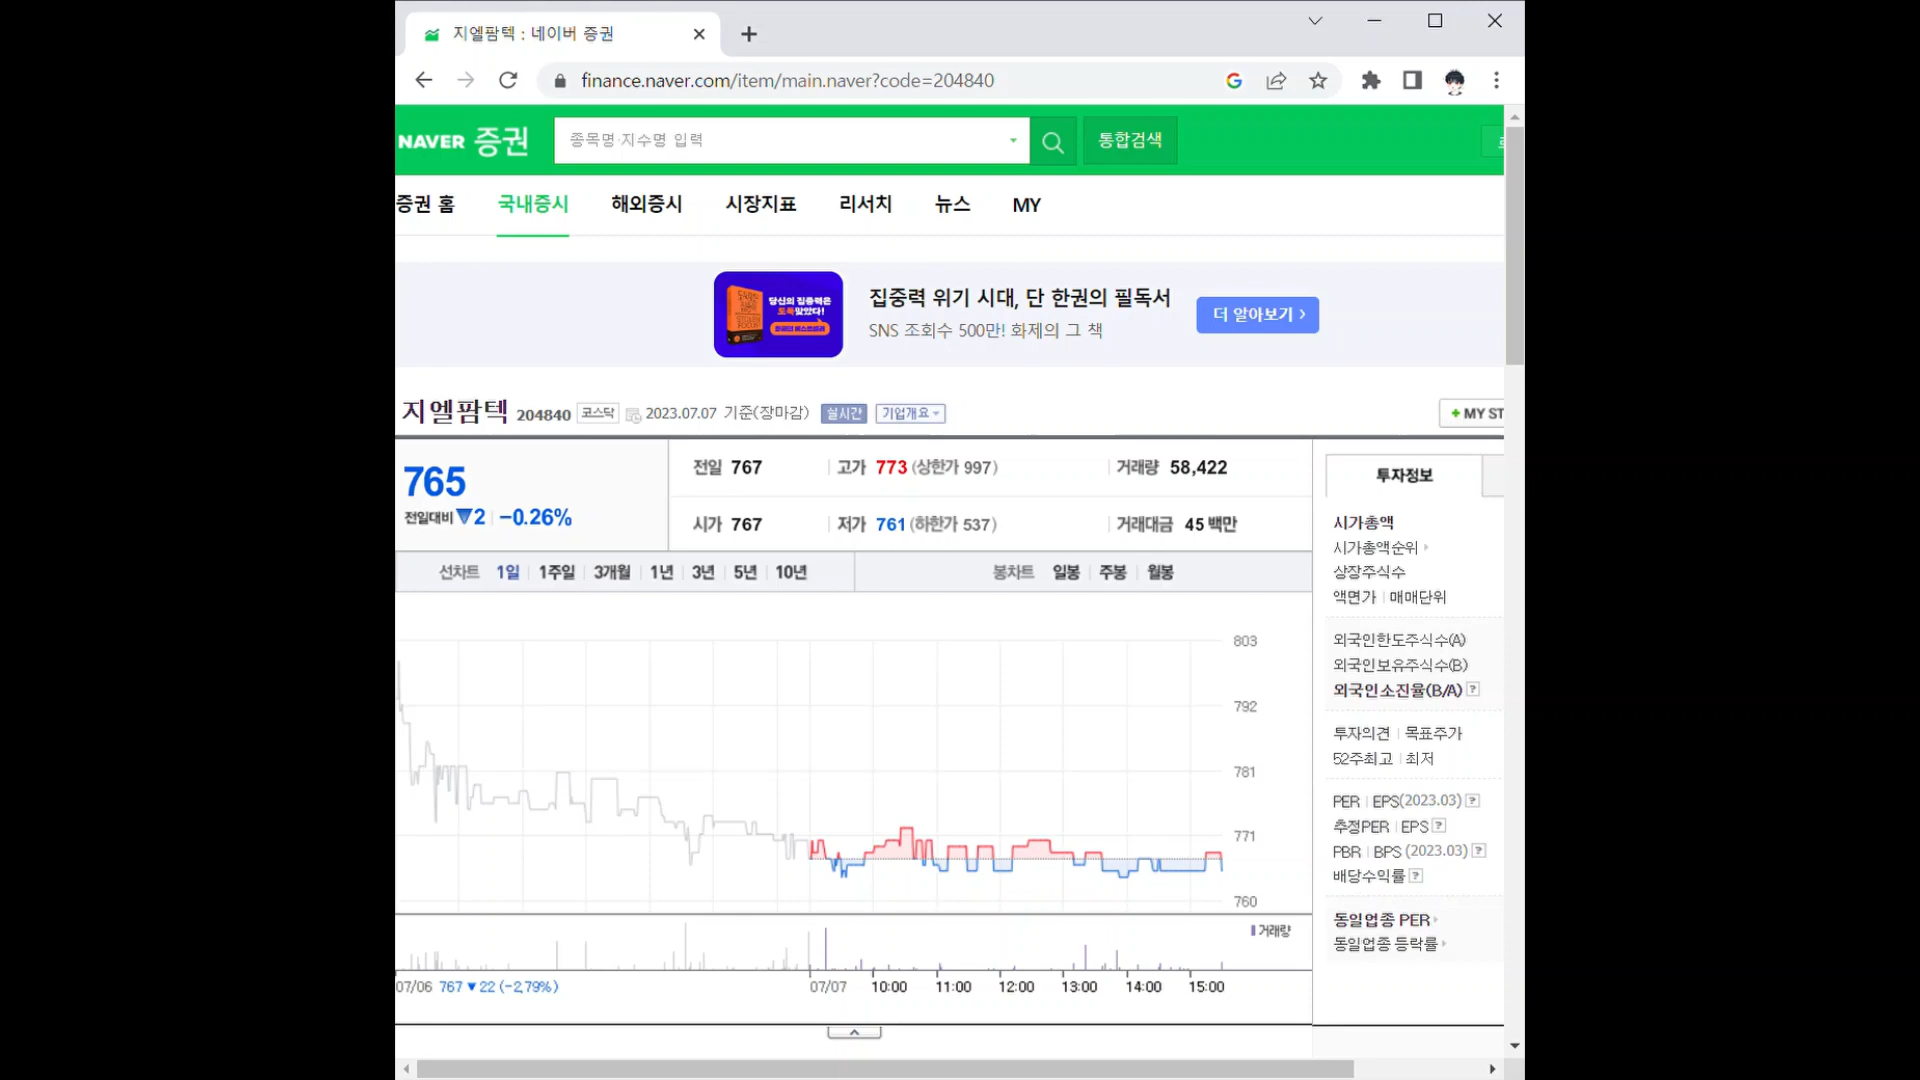 지엘팜텍 : 네이버 증권
finance.naver.com/item/main.naver?code=204840
NAVER 증권
종목명·지수명 입력
통합검색
증권 홈 국내증시 해외증시 시장지표 리서치 뉴스 MY
당신의 집중력은
도둑맞았다!
집중력 위기 시대, 단 한권의 필독서
SNS 조회수 500만! 화제의 그 책
더 알아보기 >
지엘팜텍 204840 코스닥 2023.07.07 기준(장마감) 실시간 기업개요
+ MY ST
765
전일대비 ▼2 -0.26%
전일 767 고가 773 (상한가 997) 거래량 58,422
시가 767 저가 761 (하한가 537) 거래대금 45 백만
선차트 1일 1주일 3개월 1년 3년 5년 10년
봉차트 일봉 주봉 월봉
803
792
781
771
760
거래량
07/06 767 ▼22 (-2.79%)
07/07 10:00 11:00 12:00 13:00 14:00 15:00
투자정보
시가총액
시가총액순위
상장주식수
액면가 | 매매단위
외국인한도주식수(A)
외국인보유주식수(B)
외국인소진율(B/A) ?
투자의견 | 목표주가
52주최고 | 최저
PER | EPS(2023.03) ?
추정PER | EPS ?
PBR | BPS (2023.03) ?
배당수익률 ?
동일업종 PER
동일업종 등락률